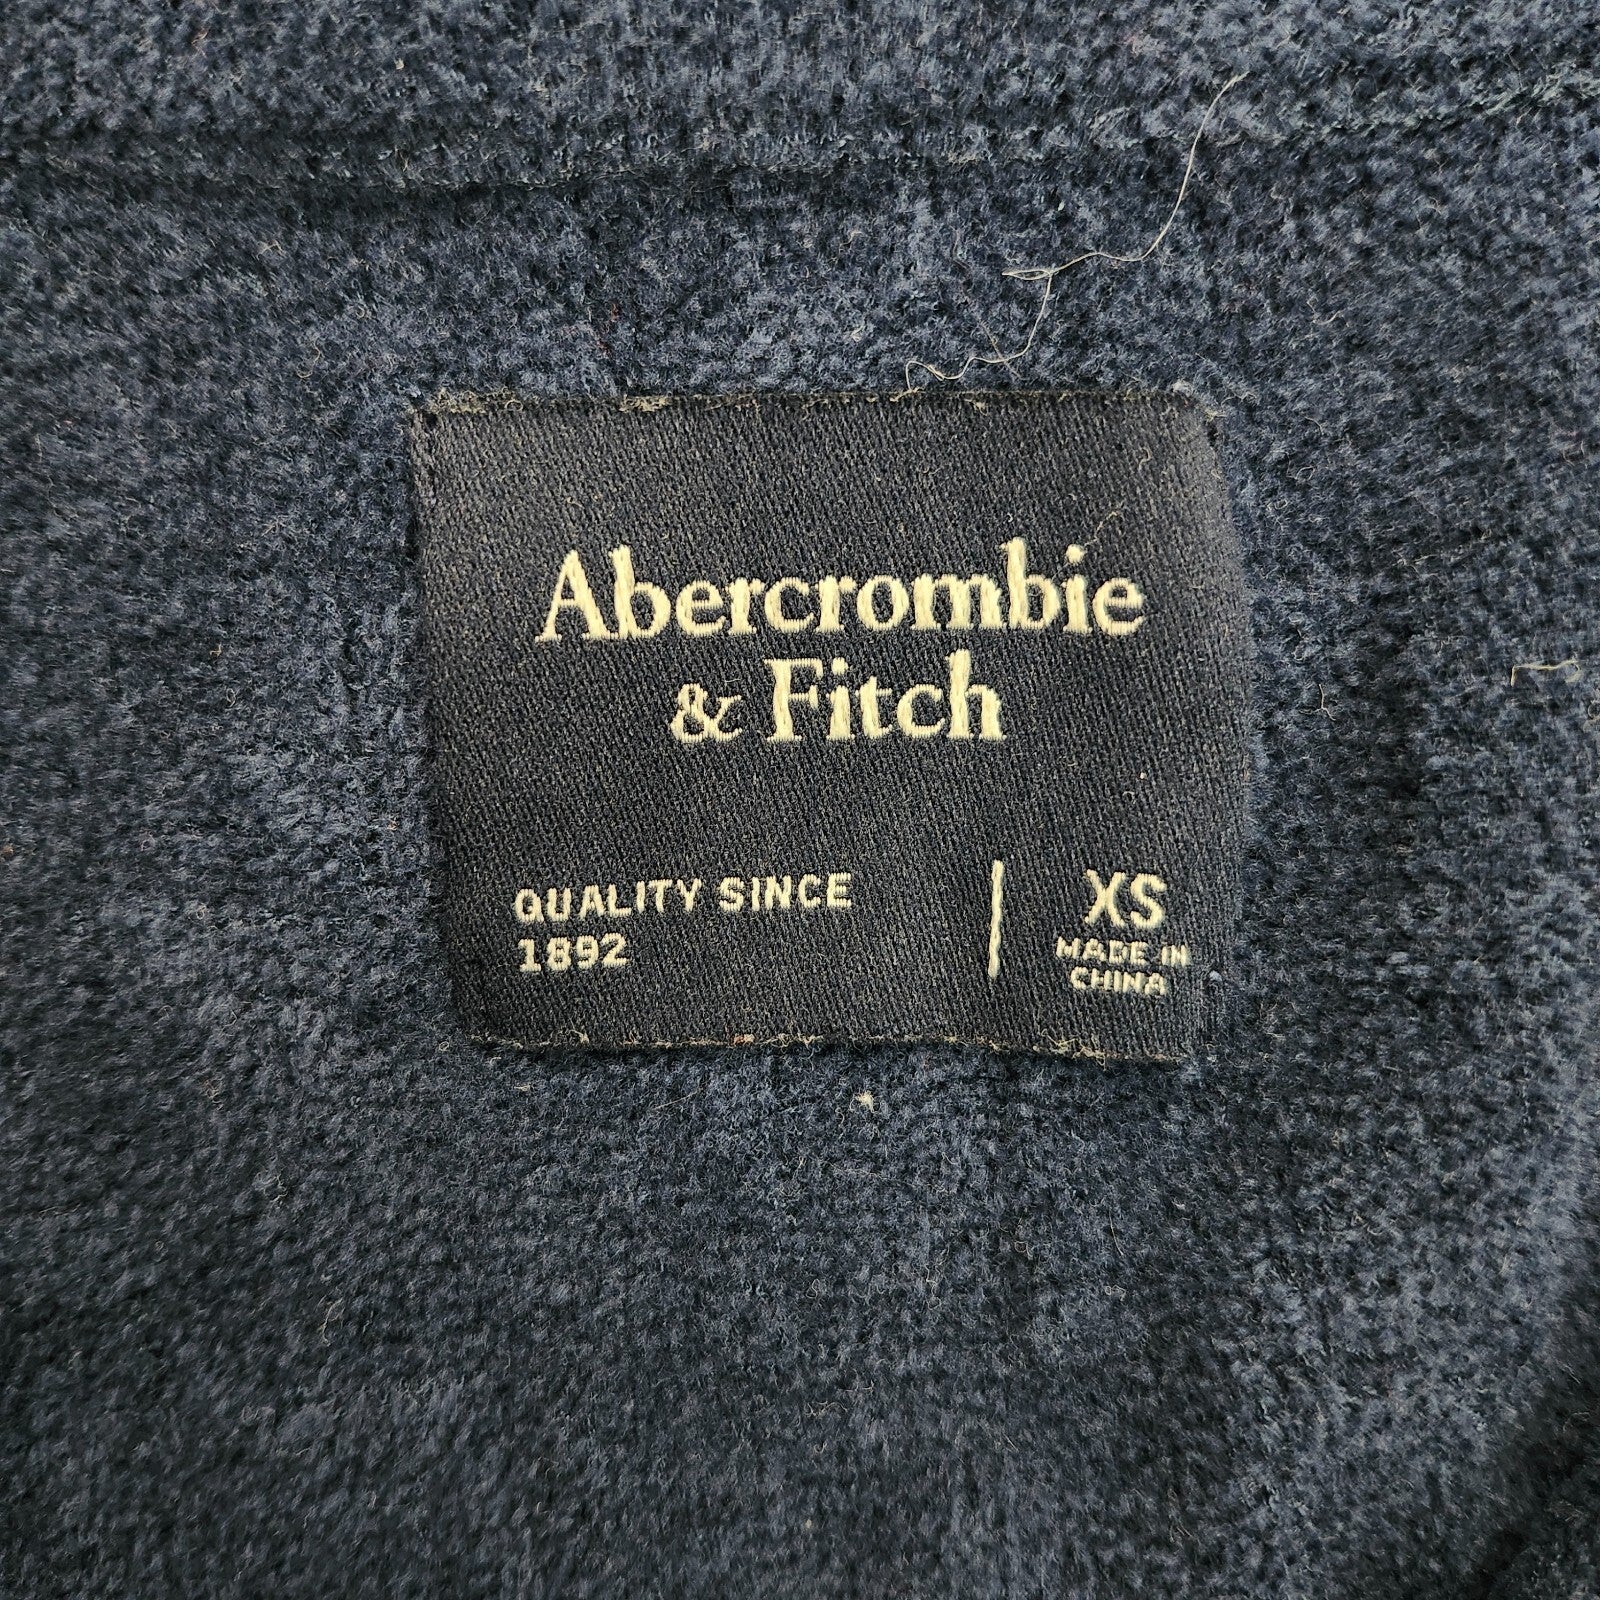 Abercrombie
& Fitch
QUALITY SINCE
1892
XS
MADE IN
CHINA